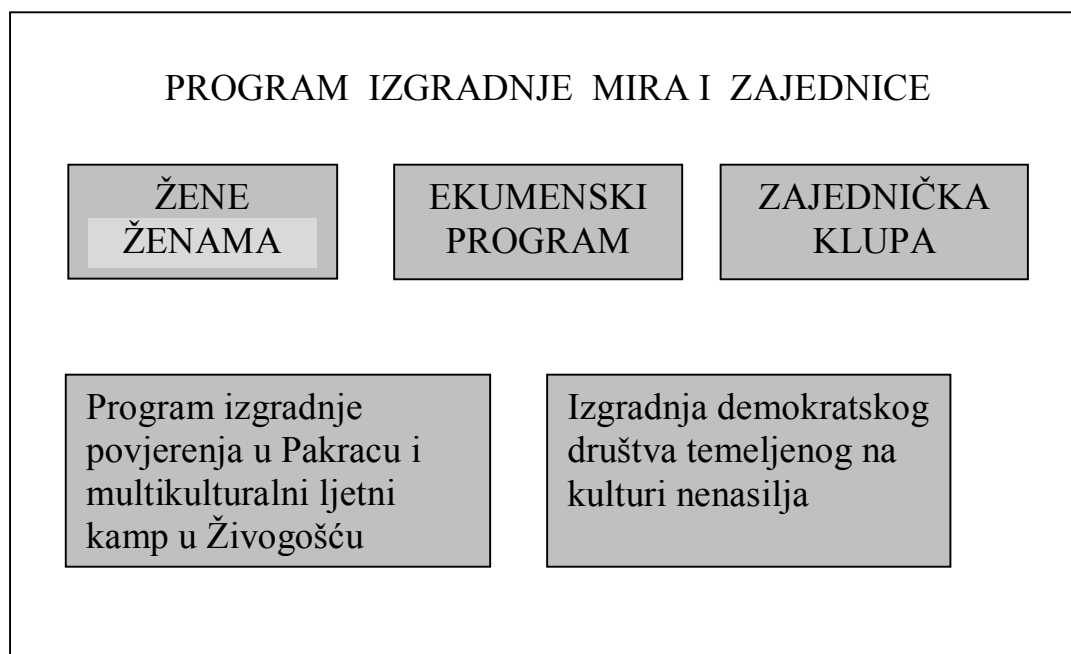 PROGRAM IZGRADNJE MIRA I ZAJEDNICE
ŽENE
ŽENAMA
EKUMENSKI
PROGRAM
ZAJEDNIČKA
KLUPA
Program izgradnje
povjerenja u Pakracu i
multikulturalni ljetni
kamp u Živogošću
Izgradnja demokratskog
društva temeljenog na
kulturi nenasilja